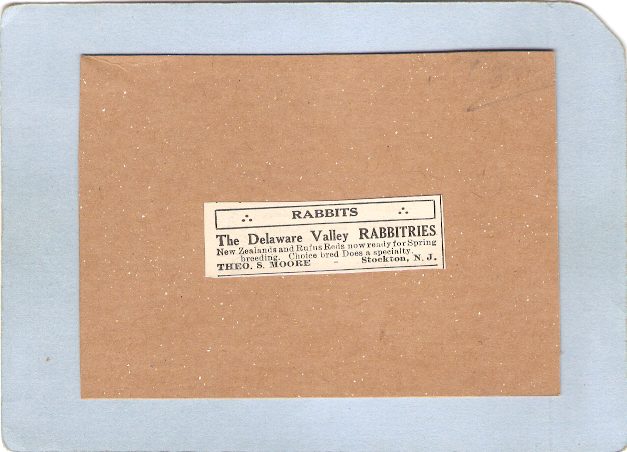 RABBITS
The Delaware Valley RABBITRIES
New Zealands and Rufus Reds now ready for Spring
breeding. Choice bred Does a specialty.
THEO. S. MOORE - Stockton, N. J.